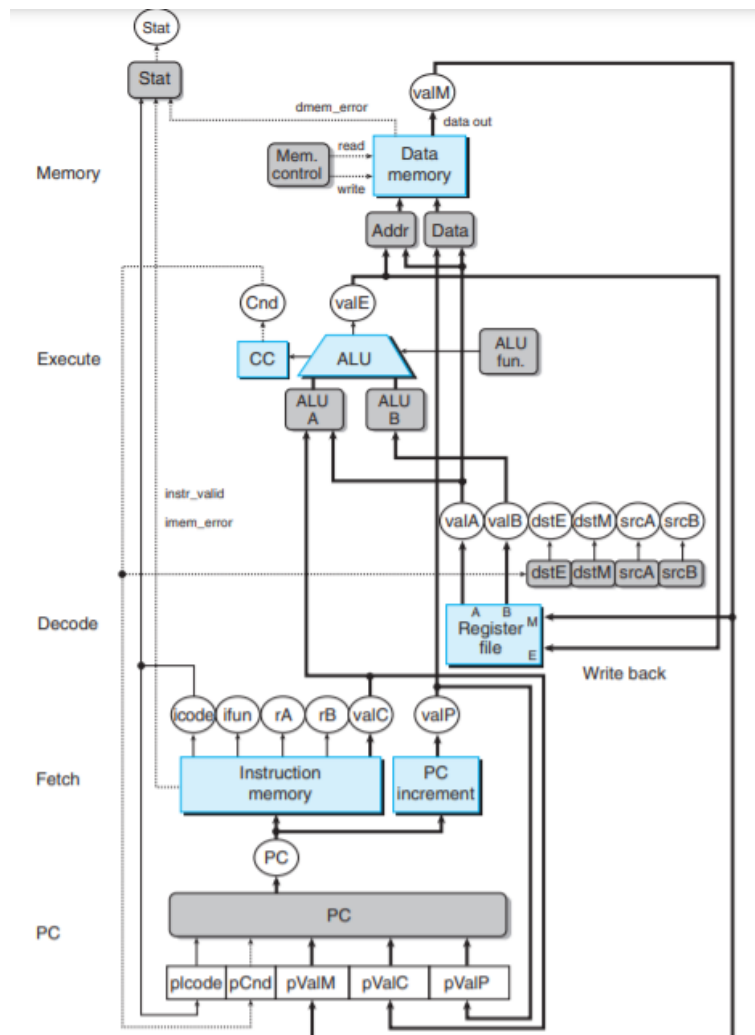 Stat
Stat
dmem_error
valM
data out
Memory
Mem.
control
read
write
Data
memory
Addr
Data
Cnd
valE
Execute
CC
ALU
ALU
fun.
ALU
A
ALU
B
instr_valid
imem_error
valA
valB
dstE
dstM
srcA
srcB
dstE
dstM
srcA
srcB
Decode
A
B
M
Register
file
E
Write back
icode
ifun
rA
rB
valC
valP
Fetch
Instruction
memory
PC
increment
PC
PC
PC
pIcode
pCnd
pValM
pValC
pValP